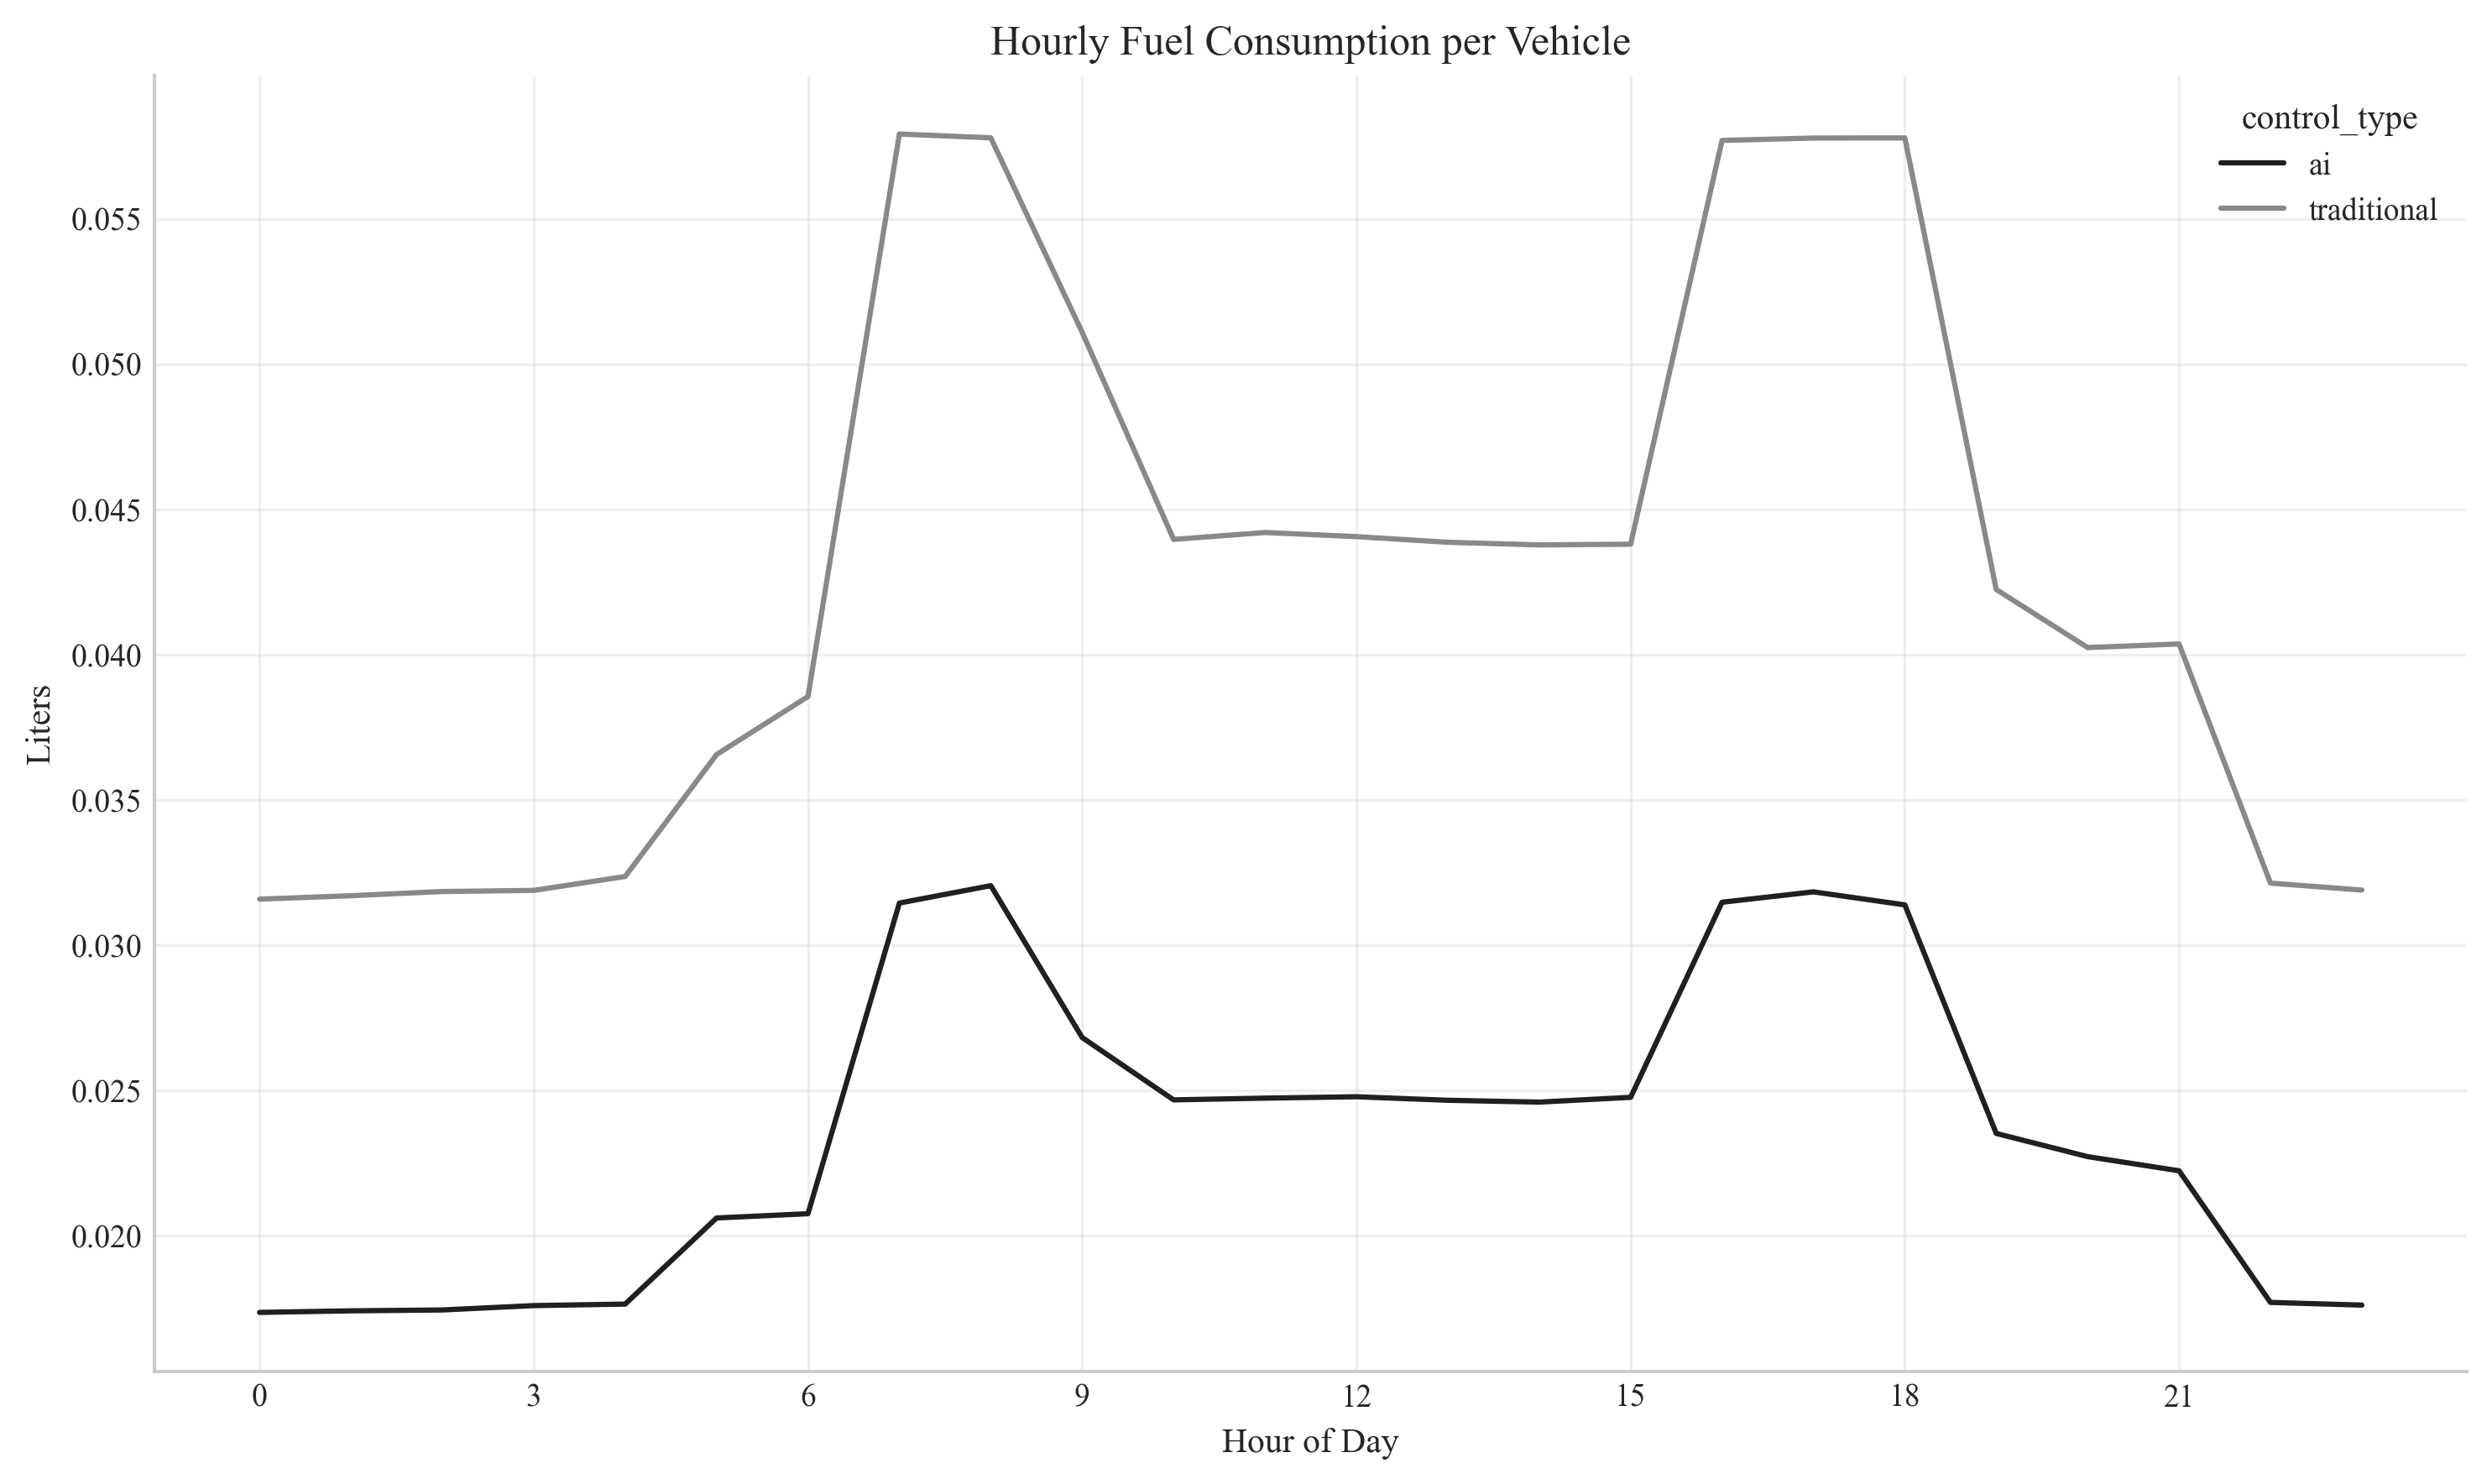 Hourly Fuel Consumption per Vehicle
control_type
ai
traditional
0.055
0.050
0.045
0.040
0.035
0.030
0.025
0.020
Liters
0 3 6 9 12 15 18 21
Hour of Day